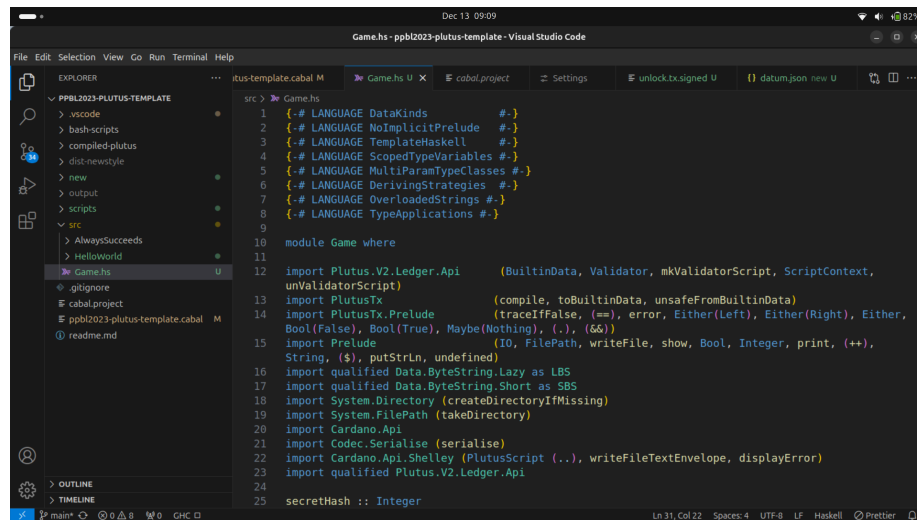 Dec 13 09:09
82%
Game.hs - ppbl2023-plutus-template - Visual Studio Code
File Edit Selection View Go Run Terminal Help
EXPLORER
PPBL2023-PLUTUS-TEMPLATE
.vscode
bash-scripts
compiled-plutus
dist-newstyle
new
output
scripts
src
AlwaysSucceeds
HelloWorld
Game.hs U
.gitignore
cabal.project
ppbl2023-plutus-template.cabal M
readme.md
OUTLINE
TIMELINE
34
itus-template.cabal M Game.hs U cabal.project Settings unlock.tx.signed U datum.json new U
src > Game.hs
1 {-# LANGUAGE DataKinds #-}
2 {-# LANGUAGE NoImplicitPrelude #-}
3 {-# LANGUAGE TemplateHaskell #-}
4 {-# LANGUAGE ScopedTypeVariables #-}
5 {-# LANGUAGE MultiParamTypeClasses #-}
6 {-# LANGUAGE DerivingStrategies #-}
7 {-# LANGUAGE OverloadedStrings #-}
8 {-# LANGUAGE TypeApplications #-}
9
10 module Game where
11
12 import Plutus.V2.Ledger.Api (BuiltinData, Validator, mkValidatorScript, ScriptContext,
unValidatorScript)
13 import PlutusTx (compile, toBuiltinData, unsafeFromBuiltinData)
14 import PlutusTx.Prelude (traceIfFalse, (==), error, Either(Left), Either(Right), Either,
Bool(False), Bool(True), Maybe(Nothing), (.), (&&))
15 import Prelude (IO, FilePath, writeFile, show, Bool, Integer, print, (++),
String, ($), putStrLn, undefined)
16 import qualified Data.ByteString.Lazy as LBS
17 import qualified Data.ByteString.Short as SBS
18 import System.Directory (createDirectoryIfMissing)
19 import System.FilePath (takeDirectory)
20 import Cardano.Api
21 import Codec.Serialise (serialise)
22 import Cardano.Api.Shelley (PlutusScript (..), writeFileTextEnvelope, displayError)
23 import qualified Plutus.V2.Ledger.Api
24
25 secretHash :: Integer
main* 0 8 0 GHC Ln 31, Col 22 Spaces: 4 UTF-8 LF Haskell Prettier